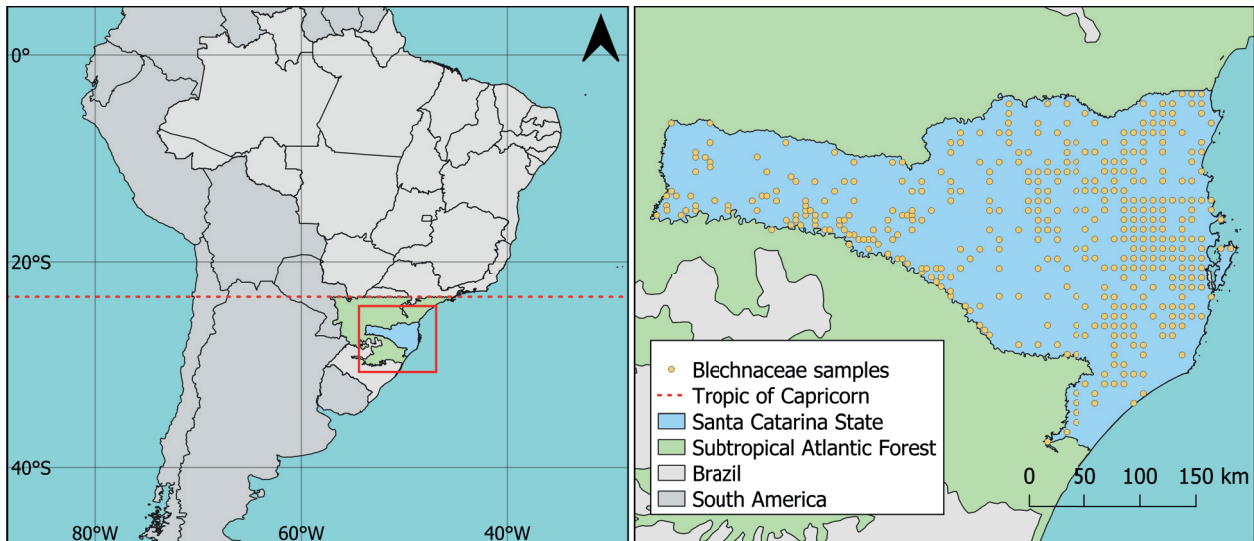 0°
20°S
40°S
80°W
60°W
40°W
Blechnaceae samples
Tropic of Capricorn
Santa Catarina State
Subtropical Atlantic Forest
Brazil
South America
0 50 100 150 km